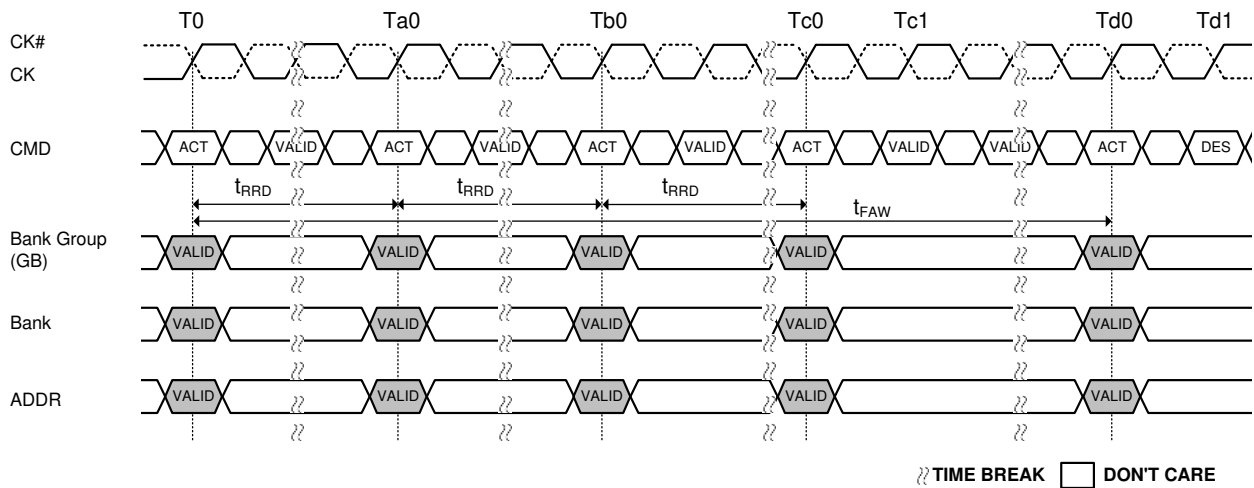 T0 Ta0 Tb0 Tc0 Tc1 Td0 Td1
CK#
CK
CMD ACT VALID ACT VALID ACT VALID ACT VALID VALID ACT DES
tRRD tRRD tRRD
tFAW
Bank Group
(GB)
VALID VALID VALID VALID VALID
Bank VALID VALID VALID VALID VALID
ADDR VALID VALID VALID VALID VALID
TIME BREAK DON'T CARE